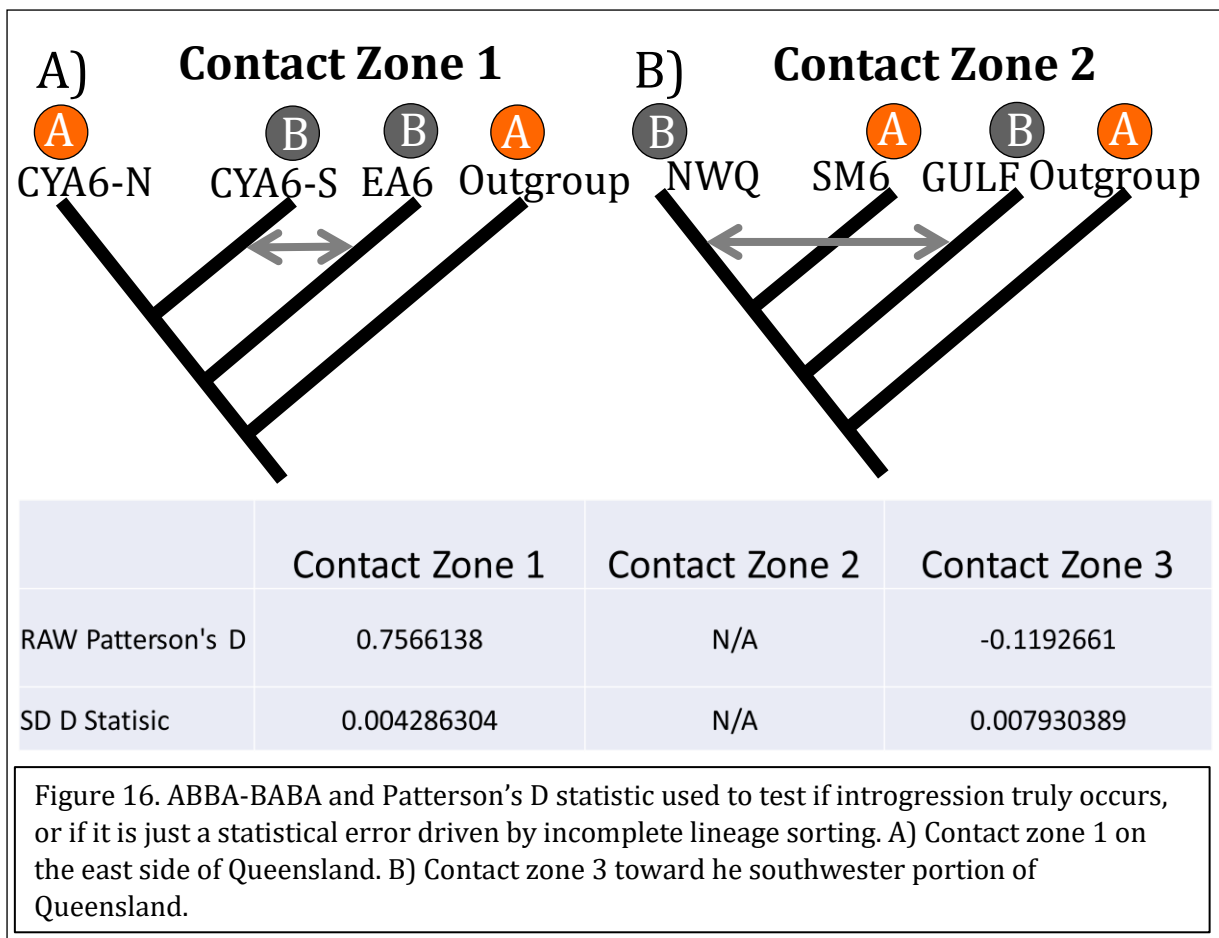 A) Contact Zone 1
B) Contact Zone 2
A B B A
B A B A
CYA6-N CYA6-S EA6 Outgroup
NWQ SM6 GULF Outgroup
Contact Zone 1 Contact Zone 2 Contact Zone 3
RAW Patterson's D 0.7566138 N/A -0.1192661
SD D Statisic 0.004286304 N/A 0.007930389
Figure 16. ABBA-BABA and Patterson’s D statistic used to test if introgression truly occurs,
or if it is just a statistical error driven by incomplete lineage sorting. A) Contact zone 1 on
the east side of Queensland. B) Contact zone 3 toward he southwester portion of
Queensland.